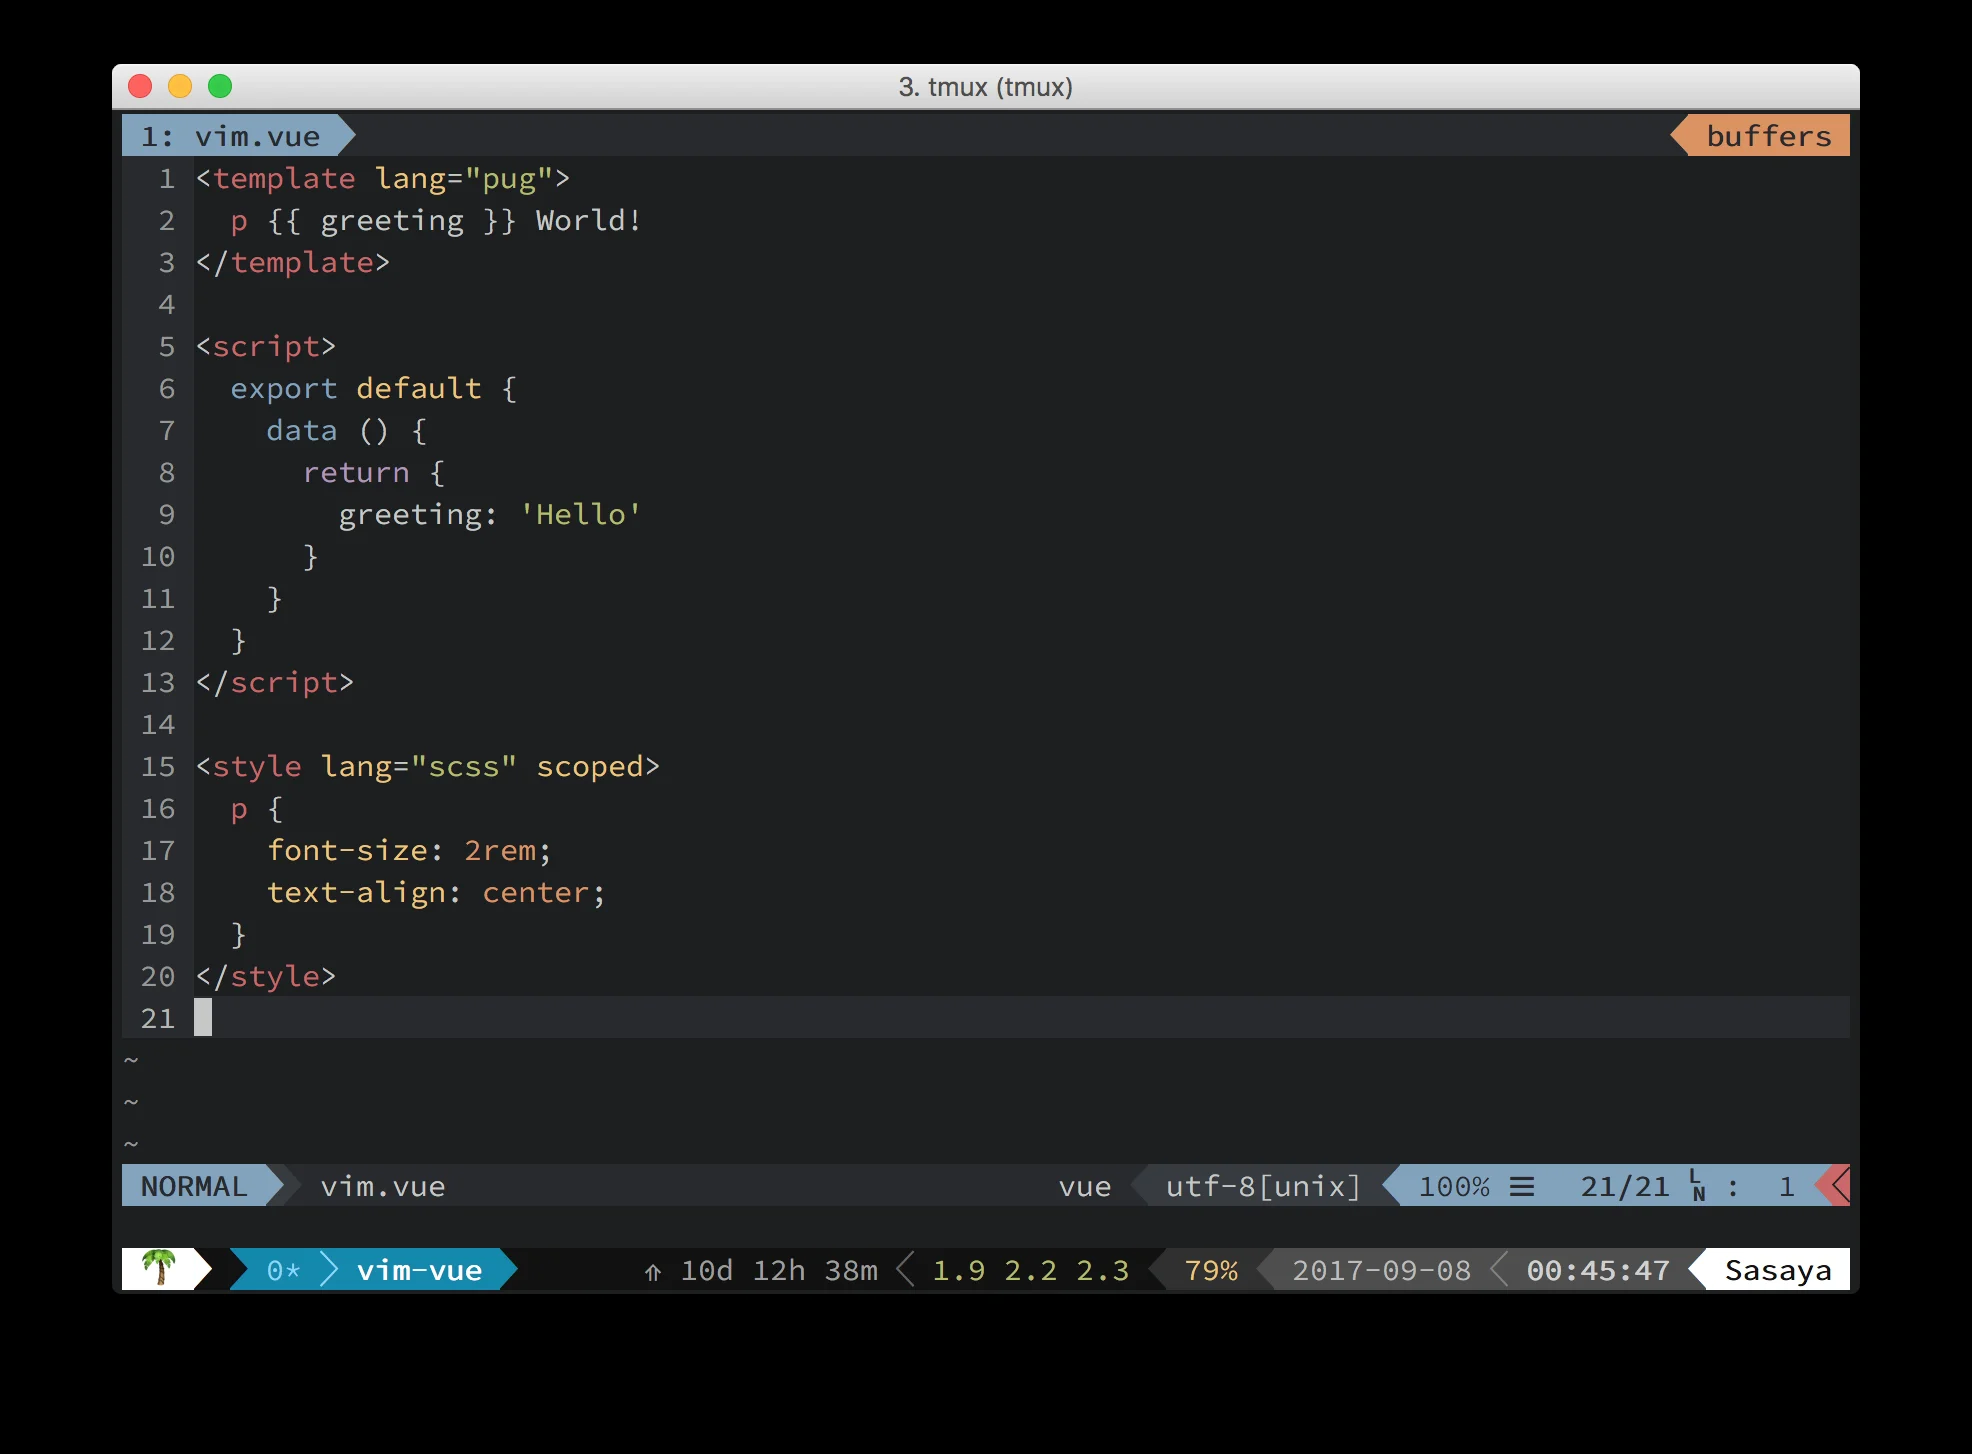 3. tmux (tmux)
1: vim.vue buffers
1 <template lang="pug">
2   p {{ greeting }} World!
3 </template>
4
5 <script>
6   export default {
7     data () {
8       return {
9         greeting: 'Hello'
10       }
11     }
12   }
13 </script>
14
15 <style lang="scss" scoped>
16   p {
17     font-size: 2rem;
18     text-align: center;
19   }
20 </style>
21
~
~
~
NORMAL vim.vue vue utf-8[unix] 100% ☰ 21/21 ␤ : 1
0* vim-vue ⇑ 10d 12h 38m 1.9 2.2 2.3 79% 2017-09-08 00:45:47 Sasaya